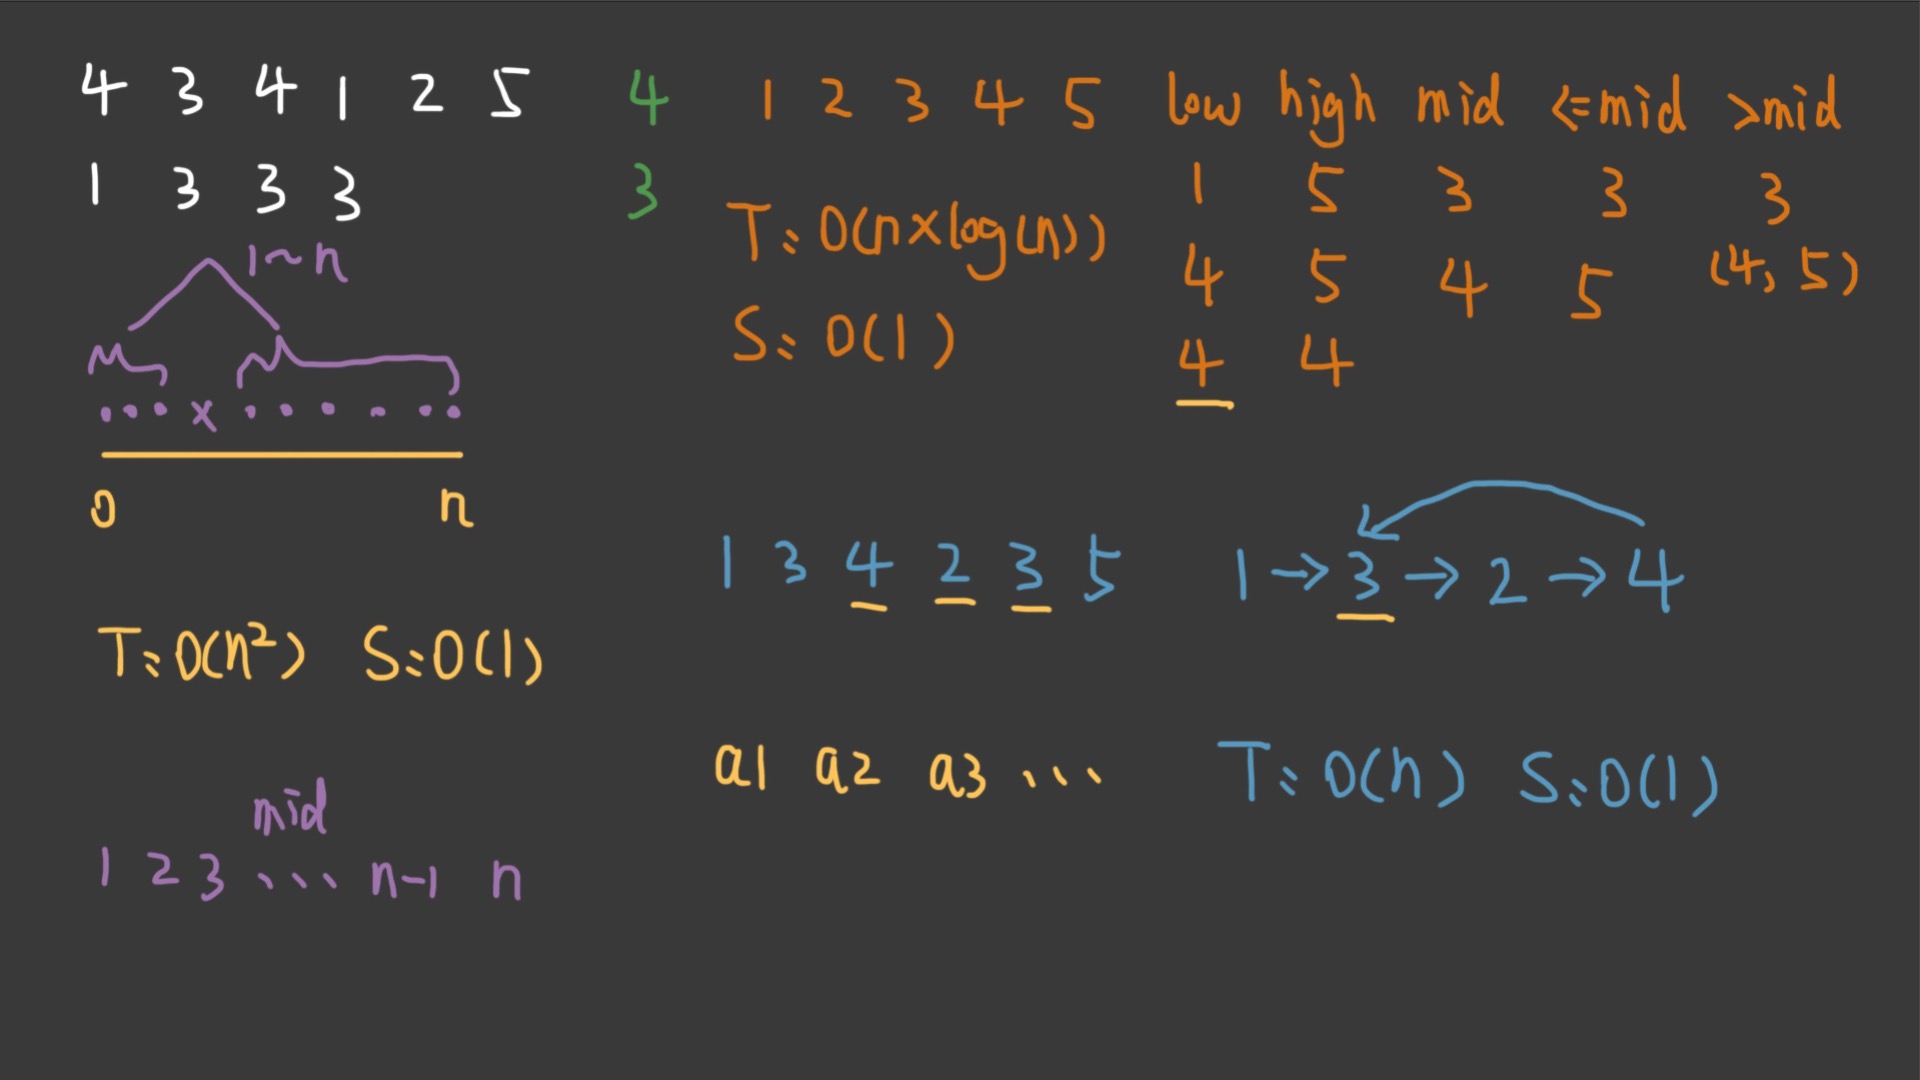 4 3 4 1 2 5 4
1 3 3 3 3
1~n
x
0 n
T: O(n²) S: O(1)
mid
1 2 3 ... n-1 n
1 2 3 4 5
T: O(n×log(n))
S: O(1)
low high mid <=mid >mid
1 5 3 3 3
4 5 4 5 (4, 5)
4 4
1 3 4 2 3 5
1→3→2→4
a1 a2 a3 ...
T: O(n) S: O(1)